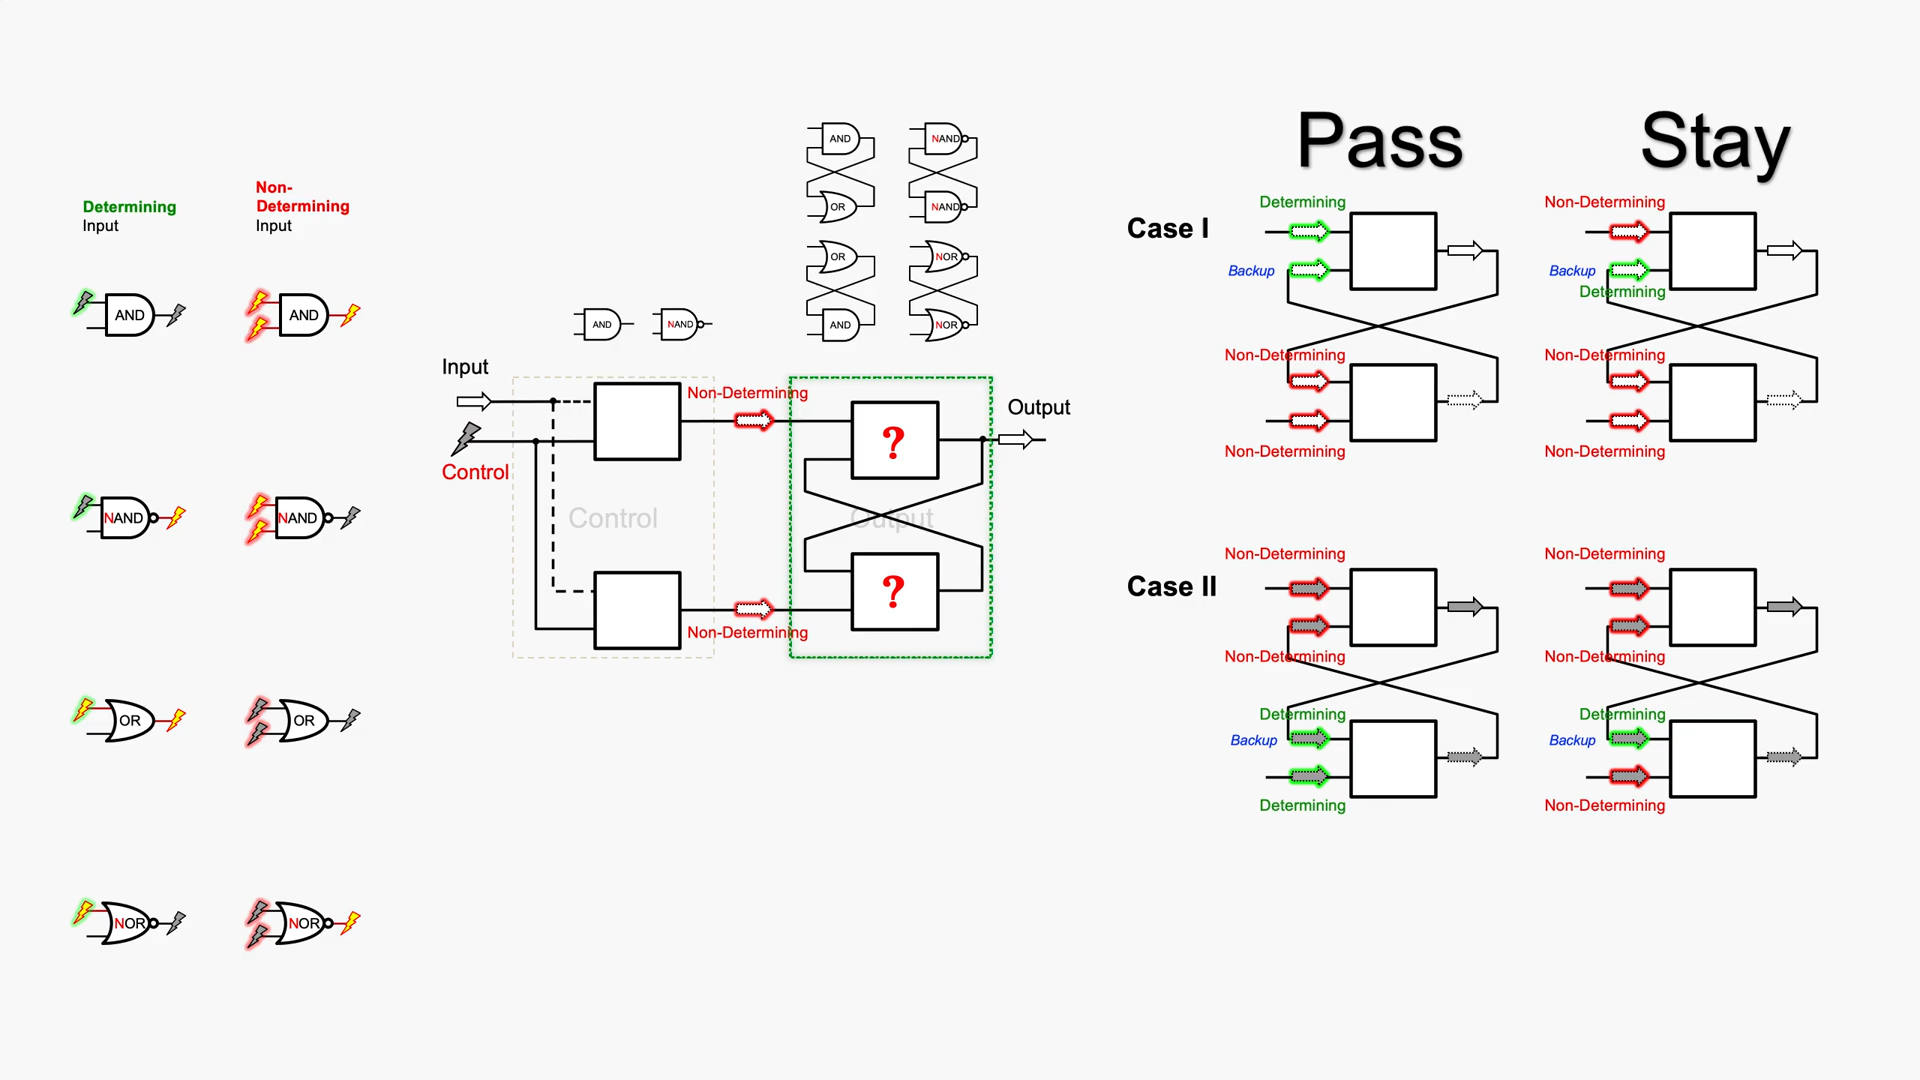 Pass
Stay
Determining
Input
Non-
Determining
Input
AND
AND
NAND
NAND
OR
OR
NOR
NOR
AND
NAND
AND
OR
NAND
NAND
OR
AND
NOR
NOR
Input
Control
Control
Non-Determining
Non-Determining
?
?
Output
Output
Case I
Determining
Backup
Non-Determining
Non-Determining
Non-Determining
Backup
Determining
Non-Determining
Non-Determining
Case II
Non-Determining
Non-Determining
Determining
Backup
Determining
Non-Determining
Non-Determining
Determining
Backup
Non-Determining